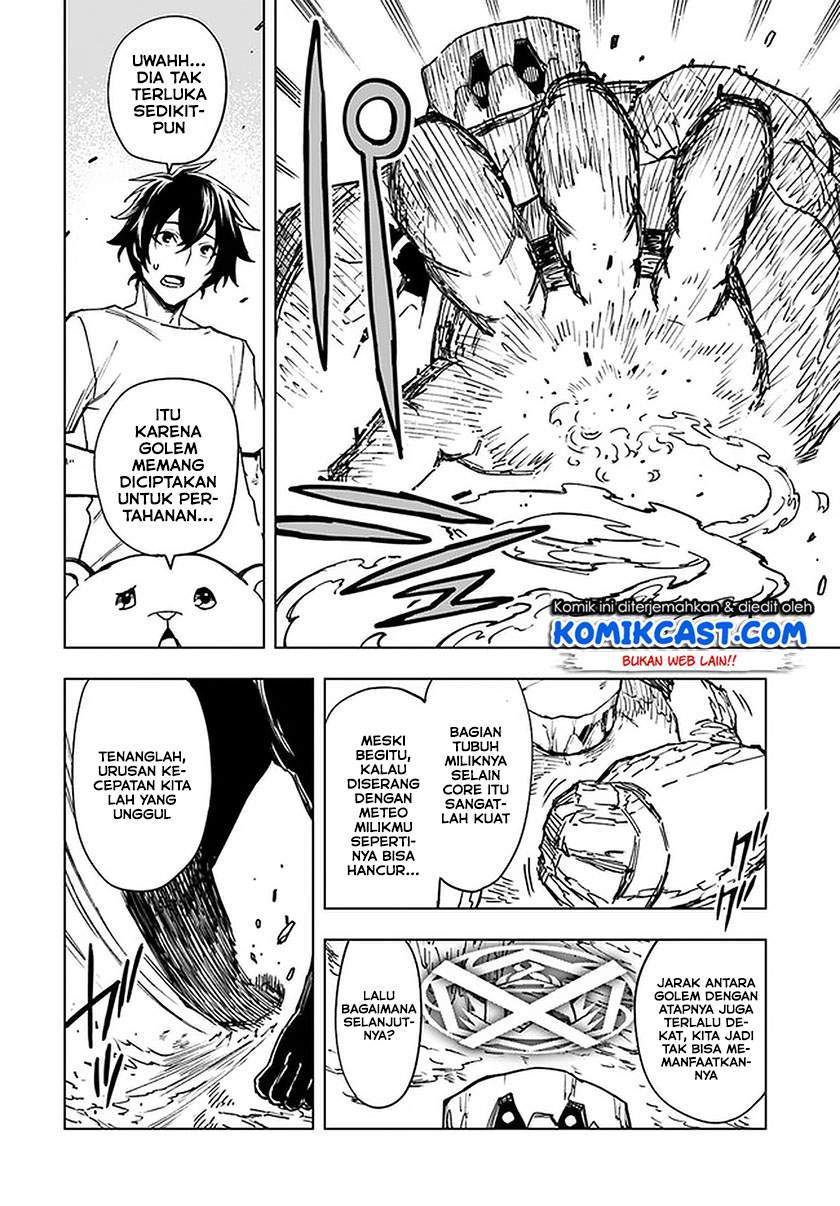 UWAHH...
DIA TAK
TERLUKA
SEDIKIT-
PUN
ITU
KARENA
GOLEM
MEMANG
DICIPTAKAN
UNTUK PER-
TAHANAN...
Komik ini diterjemahkan & diedit oleh
KOMIKCAST.COM
BUKAN WEB LAIN!!
BAGIAN
TUBUH
MILIKNYA
SELAIN
CORE ITU
SANGAT-
LAH KUAT
MESKI
BEGITU, KALAU
DISERANG
DENGAN
METEO
MILIKMU
SEPERTI-
NYA BISA
HANCUR...
TENANGLAH,
URUSAN KE-
CEPATAN KITA
LAH YANG
UNGGUL
JARAK ANTARA
GOLEM DENGAN
ATAPNYA JUGA
TERLALU DE-
KAT, KITA JADI
TAK BISA ME-
MANFAATKAN-
NYA
LALU
BAGAIMANA
SELANJUT-
NYA?